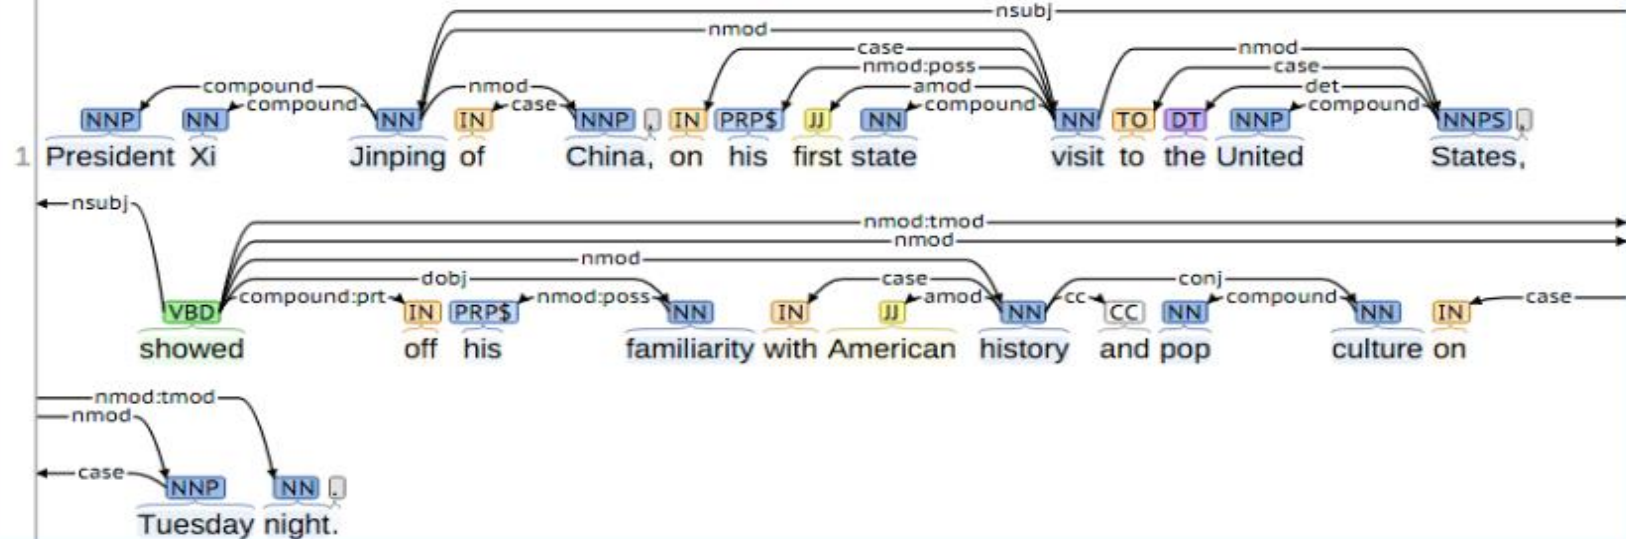 nsubj
nmod
case nmod
nmod:poss case
compound nmod amod det
compound case compound compound
NNP NN NN IN NNP , IN PRP$ JJ NN NN TO DT NNP NNPS ,
1 President Xi Jinping of China, on his first state visit to the United States,
nsubj
nmod:tmod
nmod
nmod
dobj case conj
compound:prt nmod:poss amod cc compound case
VBD IN PRP$ NN IN JJ NN CC NN NN IN
showed off his familiarity with American history and pop culture on
nmod:tmod
nmod
case
NNP NN .
Tuesday night.